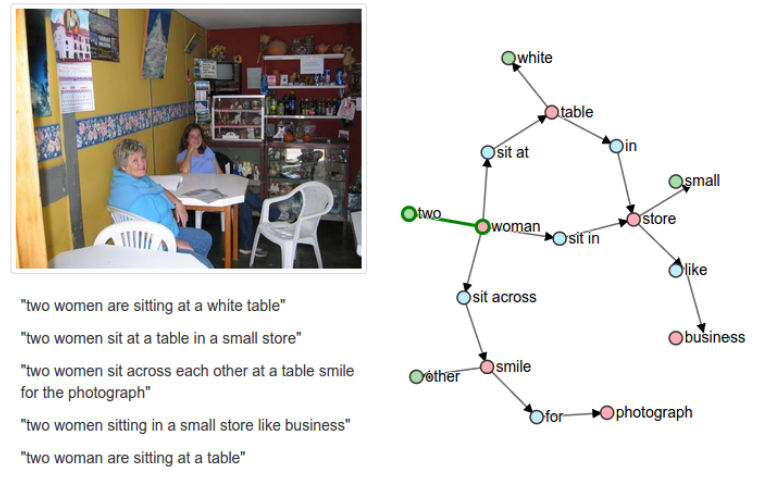 "two women are sitting at a white table"
"two women sit at a table in a small store"
"two women sit across each other at a table smile
for the photograph"
"two women sitting in a small store like business"
"two woman are sitting at a table"
white
table
sit at
in
small
two
woman
sit in
store
like
sit across
business
smile
other
for
photograph